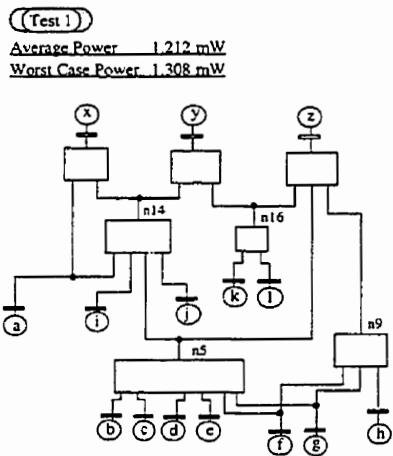 Test 1
Average Power 1.212 mW
Worst Case Power 1.308 mW
x y z
n14
n16
k l
a i j
n9
n5
b c d e f g h